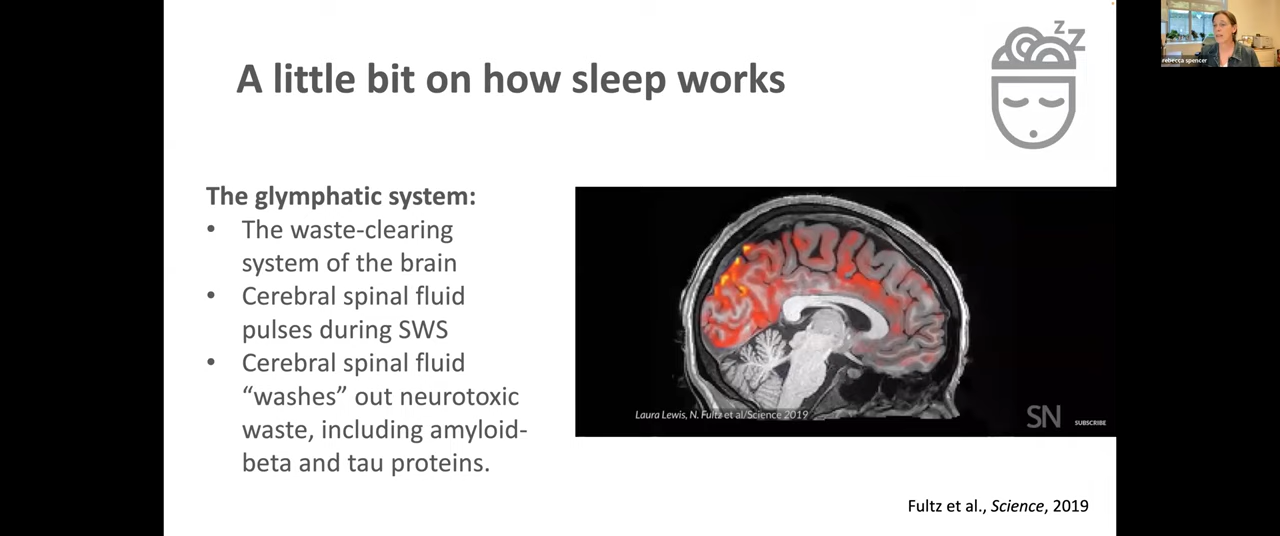 zZ
A little bit on how sleep works
rebecca spencer
The glymphatic system:
• The waste-clearing
system of the brain
• Cerebral spinal fluid
pulses during SWS
• Cerebral spinal fluid
“washes” out neurotoxic
waste, including amyloid-
beta and tau proteins.
Laura Lewis, N. Fultz et al/Science 2019
SN SUBSCRIBE
Fultz et al., Science, 2019